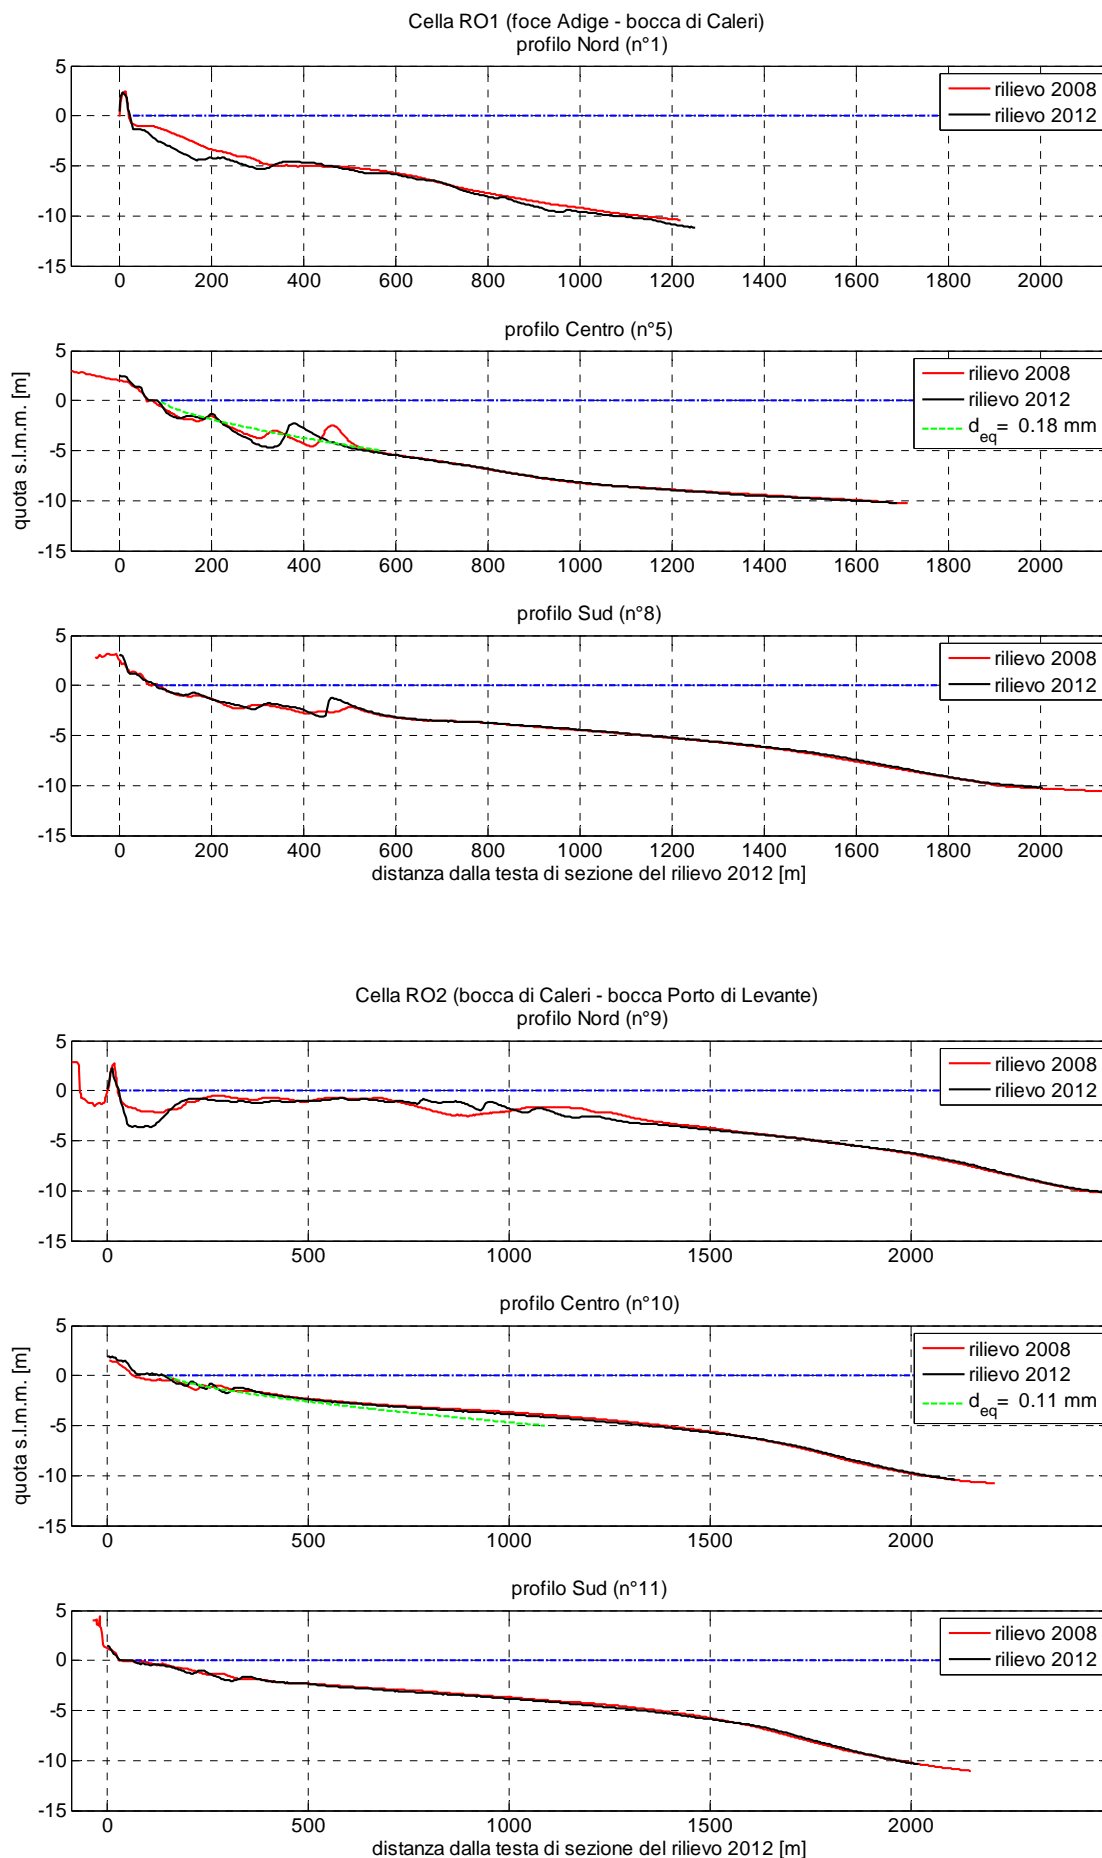 Cella RO1 (foce Adige - bocca di Caleri)
profilo Nord (n°1)
5
0
-5
-10
-15
rilievo 2008
rilievo 2012
0 200 400 600 800 1000 1200 1400 1600 1800 2000
profilo Centro (n°5)
quota s.l.m.m. [m]
5
0
-5
-10
-15
rilievo 2008
rilievo 2012
d_eq= 0.18 mm
0 200 400 600 800 1000 1200 1400 1600 1800 2000
profilo Sud (n°8)
5
0
-5
-10
-15
rilievo 2008
rilievo 2012
0 200 400 600 800 1000 1200 1400 1600 1800 2000
distanza dalla testa di sezione del rilievo 2012 [m]
Cella RO2 (bocca di Caleri - bocca Porto di Levante)
profilo Nord (n°9)
5
0
-5
-10
-15
rilievo 2008
rilievo 2012
0 500 1000 1500 2000
profilo Centro (n°10)
quota s.l.m.m. [m]
5
0
-5
-10
-15
rilievo 2008
rilievo 2012
d_eq= 0.11 mm
0 500 1000 1500 2000
profilo Sud (n°11)
5
0
-5
-10
-15
rilievo 2008
rilievo 2012
0 500 1000 1500 2000
distanza dalla testa di sezione del rilievo 2012 [m]